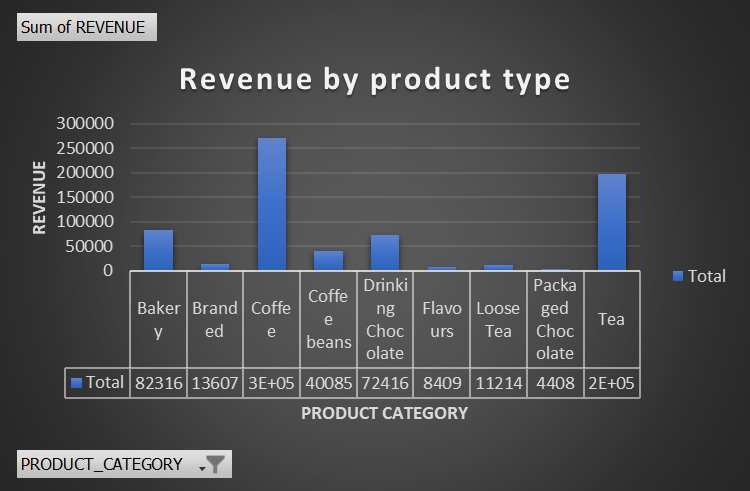 Sum of REVENUE
Revenue by product type
REVENUE
300000
250000
200000
150000
100000
50000
0
Baker
y
Brand
ed
Coffe
e
Coffe
e
beans
Drinki
ng
Choc
olate
Flavo
urs
Loose
Tea
Packa
ged
Choc
olate
Tea
Total 82316 13607 3E+05 40085 72416 8409 11214 4408 2E+05
PRODUCT CATEGORY
Total
PRODUCT_CATEGORY